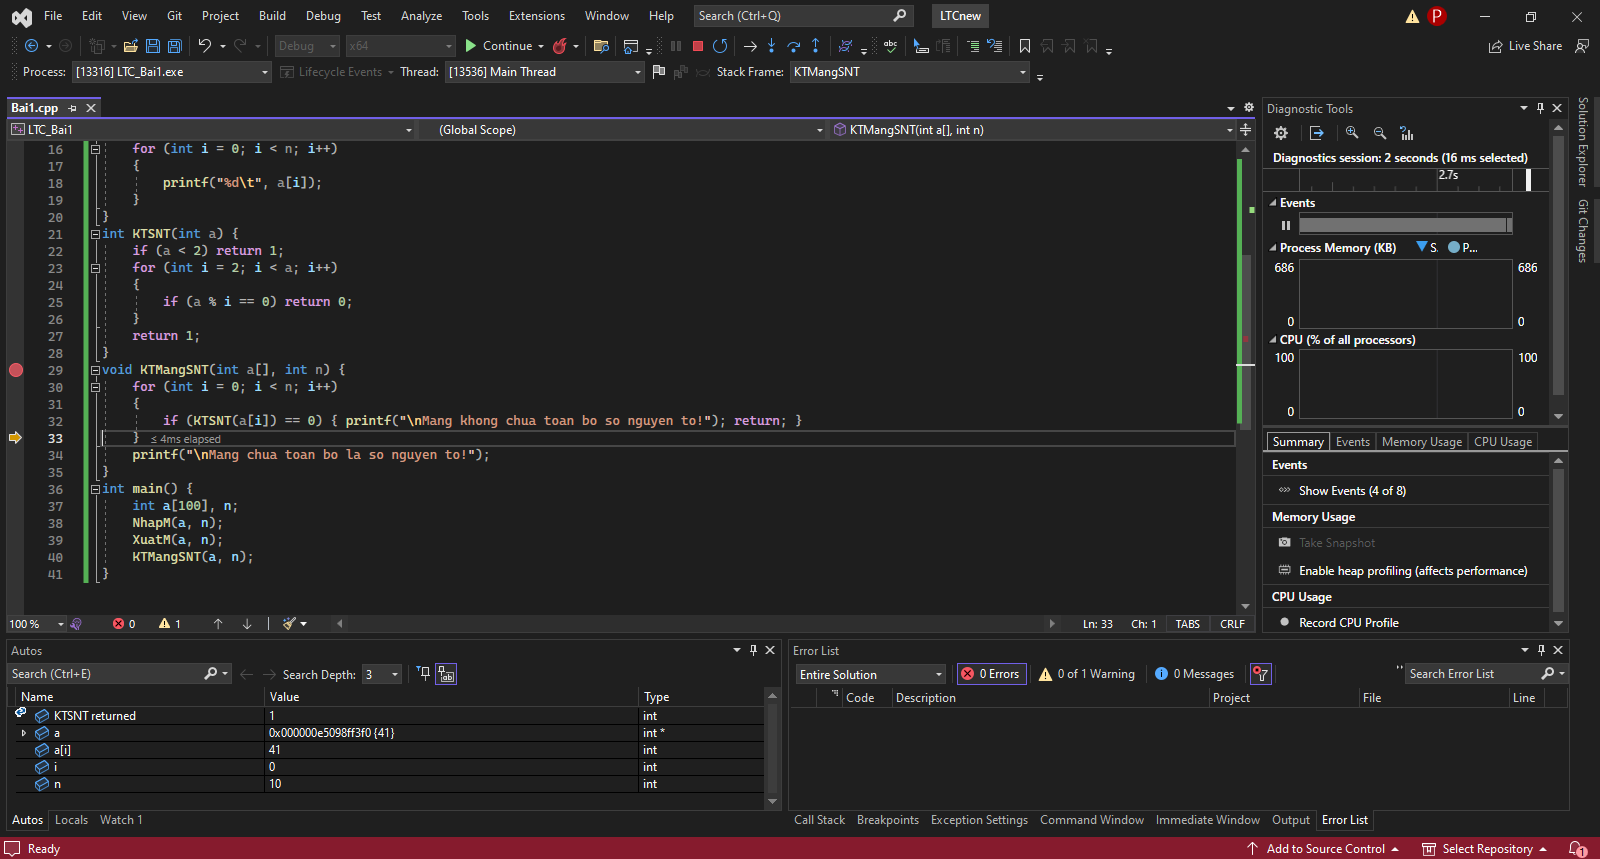 File Edit View Git Project Build Debug Test Analyze Tools Extensions Window Help Search (Ctrl+Q) LTCnew P
Debug x64 Continue Live Share
Process: [13316] LTC_Bai1.exe Lifecycle Events Thread: [13536] Main Thread Stack Frame: KTMangSNT
Bai1.cpp
LTC_Bai1 (Global Scope) KTMangSNT(int a[], int n)
16 for (int i = 0; i < n; i++)
17 {
18 printf("%d\t", a[i]);
19 }
20 }
21 int KTSNT(int a) {
22 if (a < 2) return 1;
23 for (int i = 2; i < a; i++)
24 {
25 if (a % i == 0) return 0;
26 }
27 return 1;
28 }
29 void KTMangSNT(int a[], int n) {
30 for (int i = 0; i < n; i++)
31 {
32 if (KTSNT(a[i]) == 0) { printf("\nMang khong chua toan bo so nguyen to!"); return; }
33 } ≤ 4ms elapsed
34 printf("\nMang chua toan bo la so nguyen to!");
35 }
36 int main() {
37 int a[100], n;
38 NhapM(a, n);
39 XuatM(a, n);
40 KTMangSNT(a, n);
41 }
100 % 0 1 Ln: 33 Ch: 1 TABS CRLF
Diagnostic Tools
Diagnostics session: 2 seconds (16 ms selected)
2.7s
Events
Process Memory (KB) S. P...
686 686
0 0
CPU (% of all processors)
100 100
0 0
Summary Events Memory Usage CPU Usage
Events
Show Events (4 of 8)
Memory Usage
Take Snapshot
Enable heap profiling (affects performance)
CPU Usage
Record CPU Profile
Solution Explorer
Git Changes
Autos
Search (Ctrl+E) Search Depth: 3
Name Value Type
KTSNT returned 1 int
a 0x000000e5098ff3f0 {41} int *
a[i] 41 int
i 0 int
n 10 int
Autos Locals Watch 1
Error List
Entire Solution 0 Errors 0 of 1 Warning 0 Messages Search Error List
Code Description Project File Line
Call Stack Breakpoints Exception Settings Command Window Immediate Window Output Error List
Ready Add to Source Control Select Repository 1